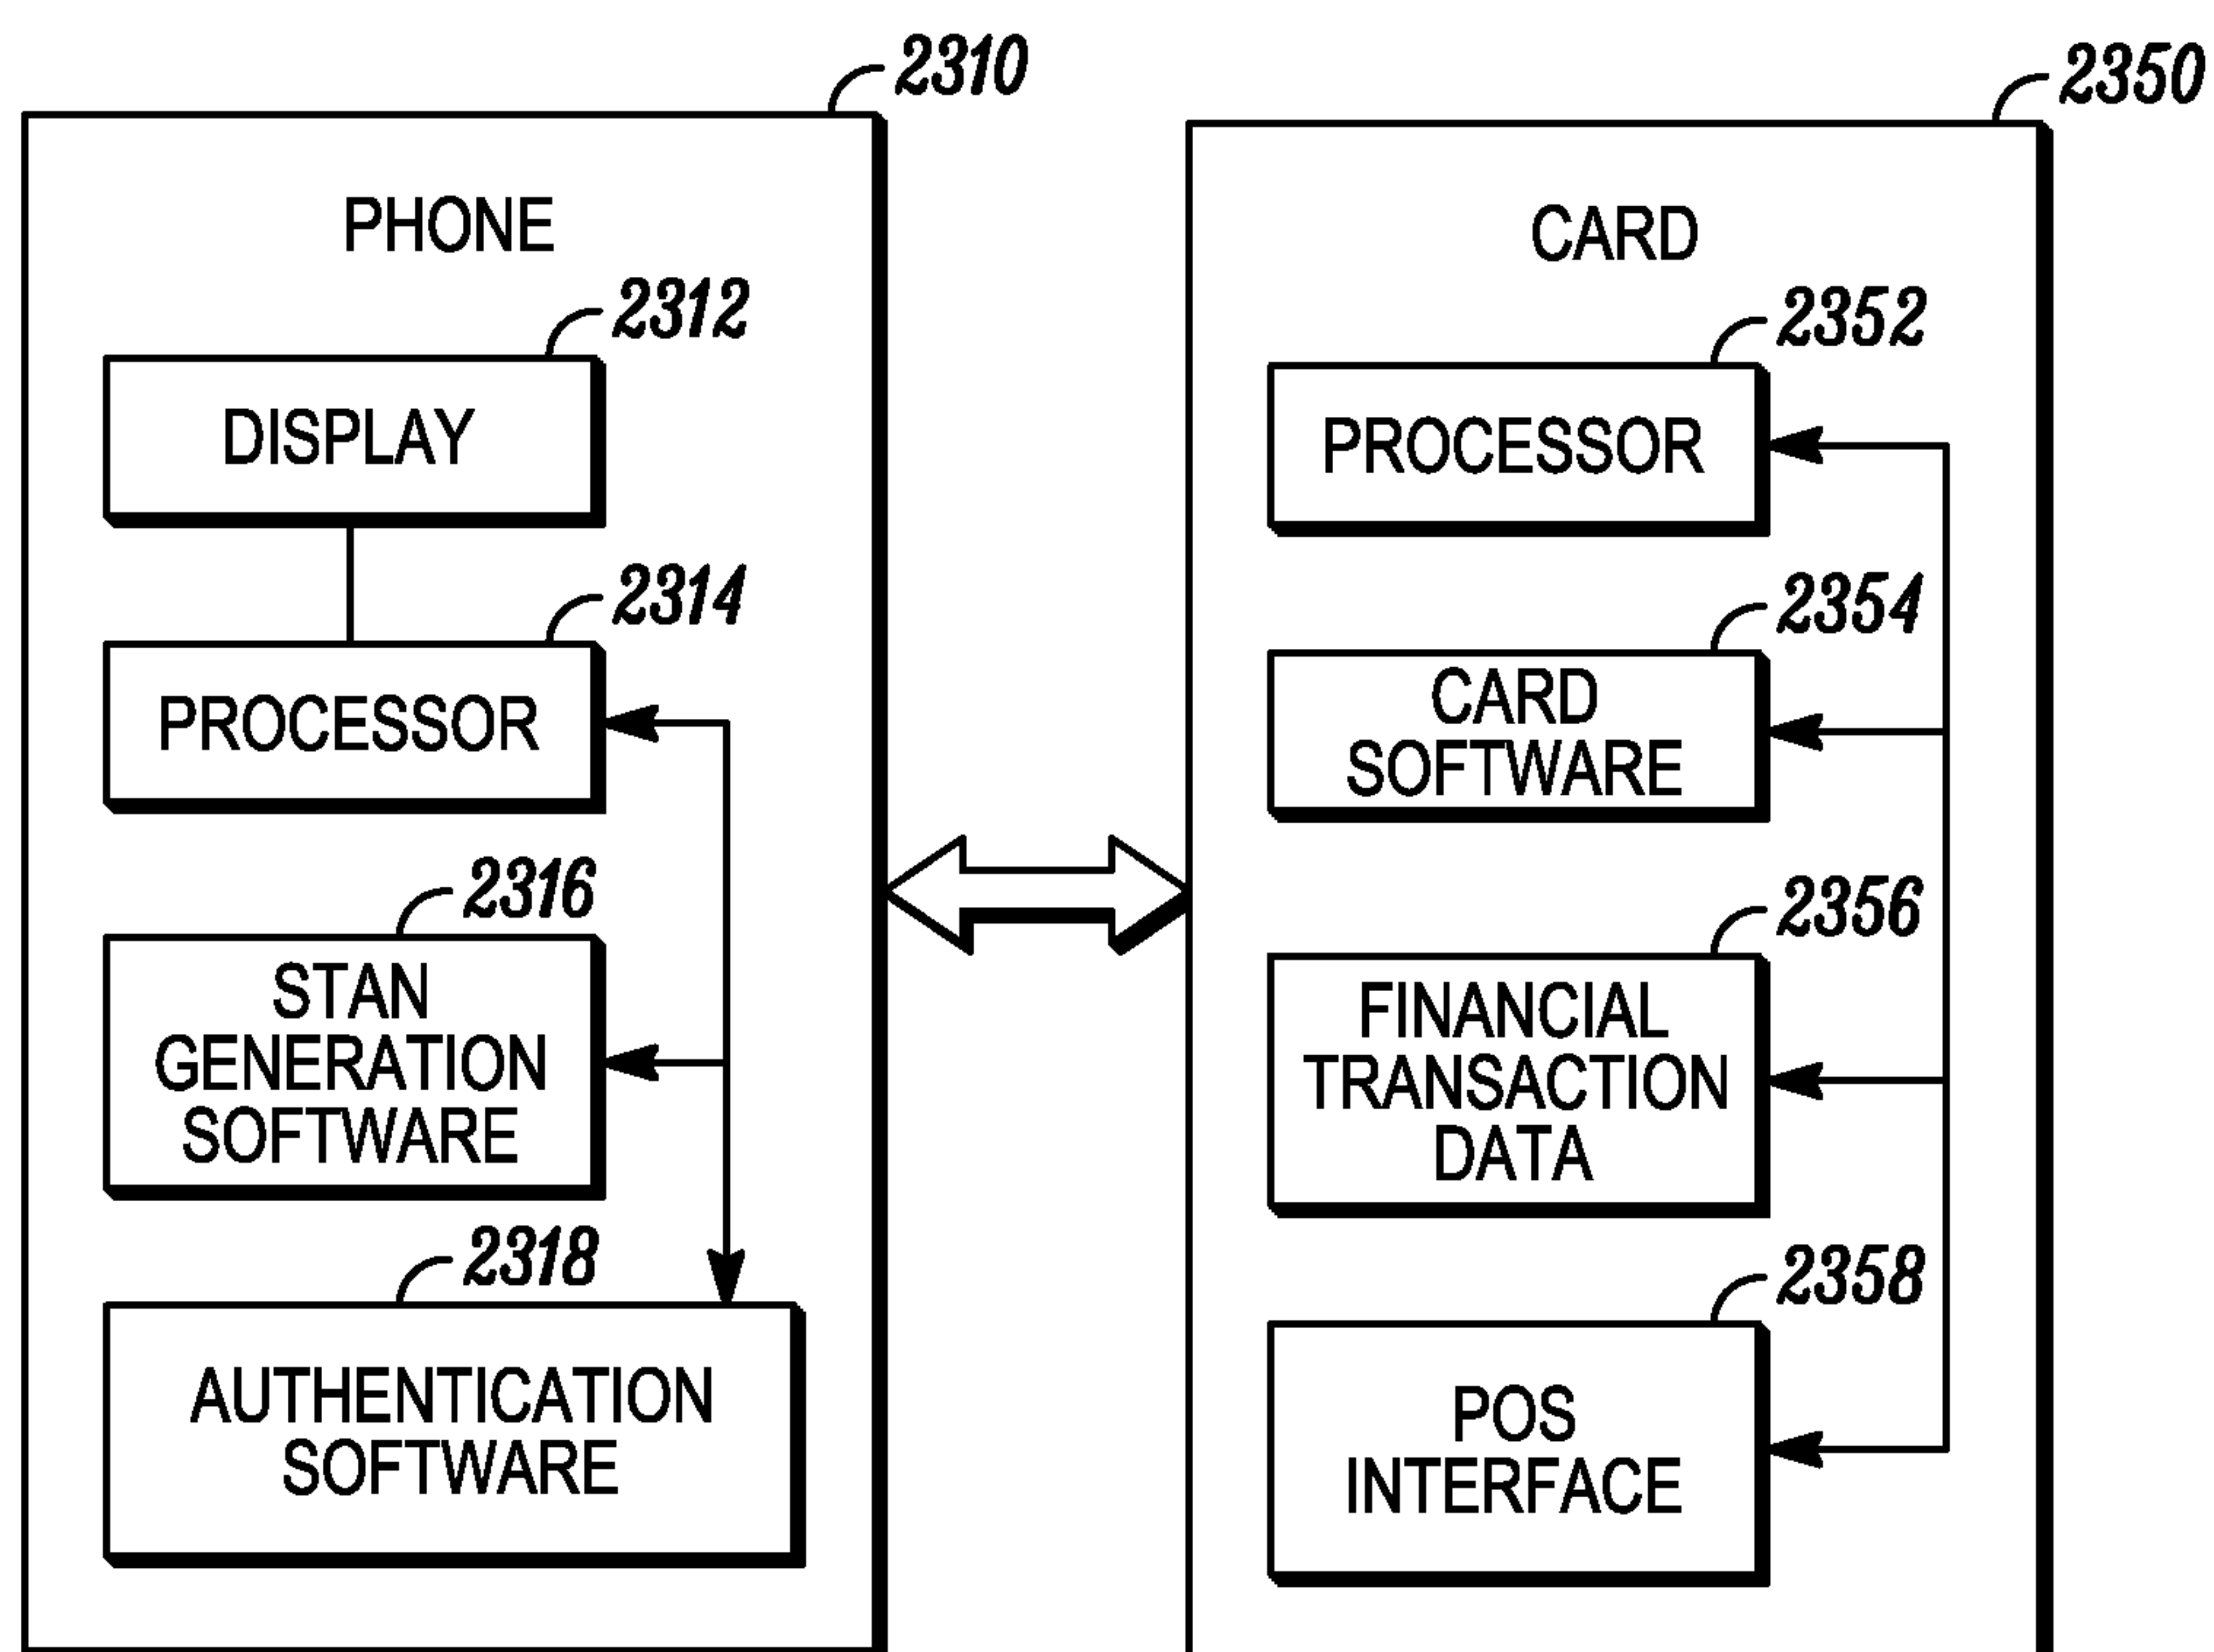 2310
PHONE
2312
DISPLAY
2314
PROCESSOR
2316
STAN
GENERATION
SOFTWARE
2318
AUTHENTICATION
SOFTWARE
2350
CARD
2352
PROCESSOR
2354
CARD
SOFTWARE
2356
FINANCIAL
TRANSACTION
DATA
2358
POS
INTERFACE